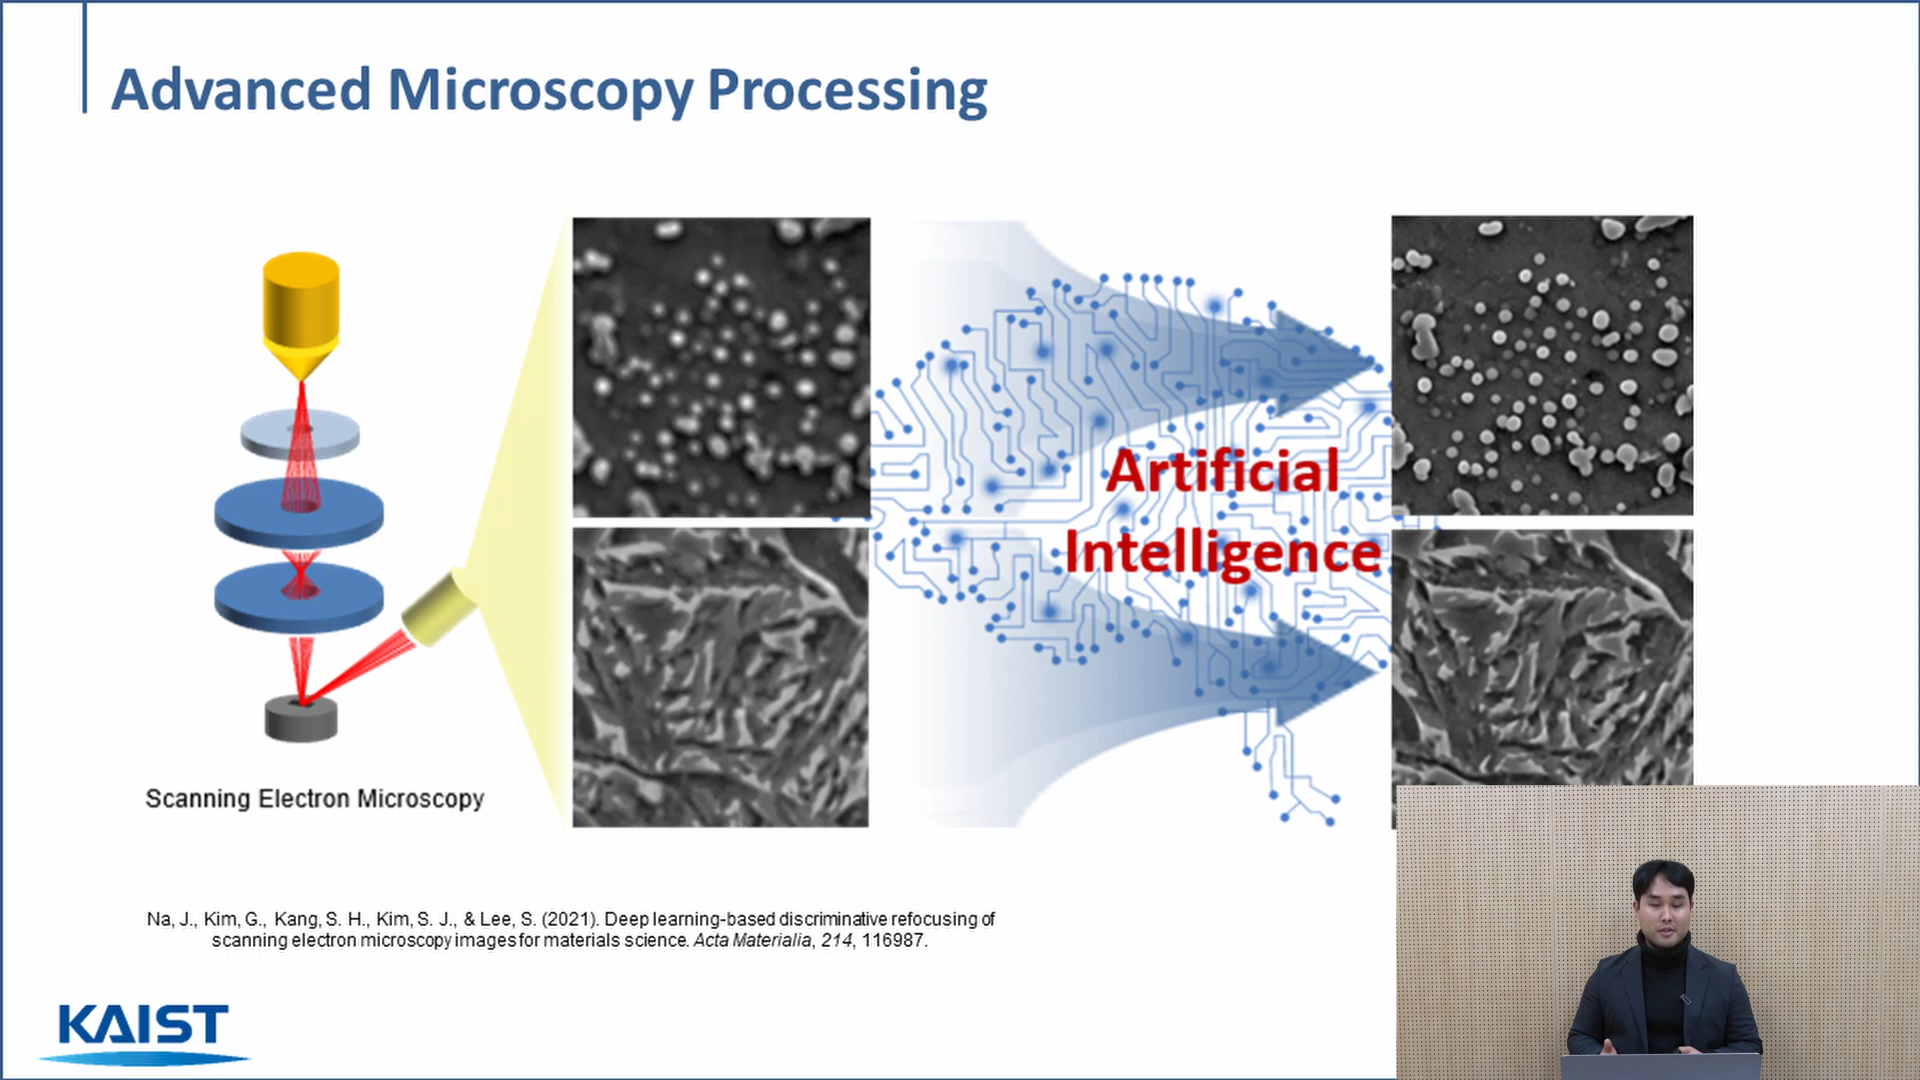 Advanced Microscopy Processing
Artificial
Intelligence
Scanning Electron Microscopy
Na, J., Kim, G., Kang, S. H., Kim, S. J., & Lee, S. (2021). Deep learning-based discriminative refocusing of
scanning electron microscopy images for materials science. Acta Materialia, 214, 116987.
KAIST